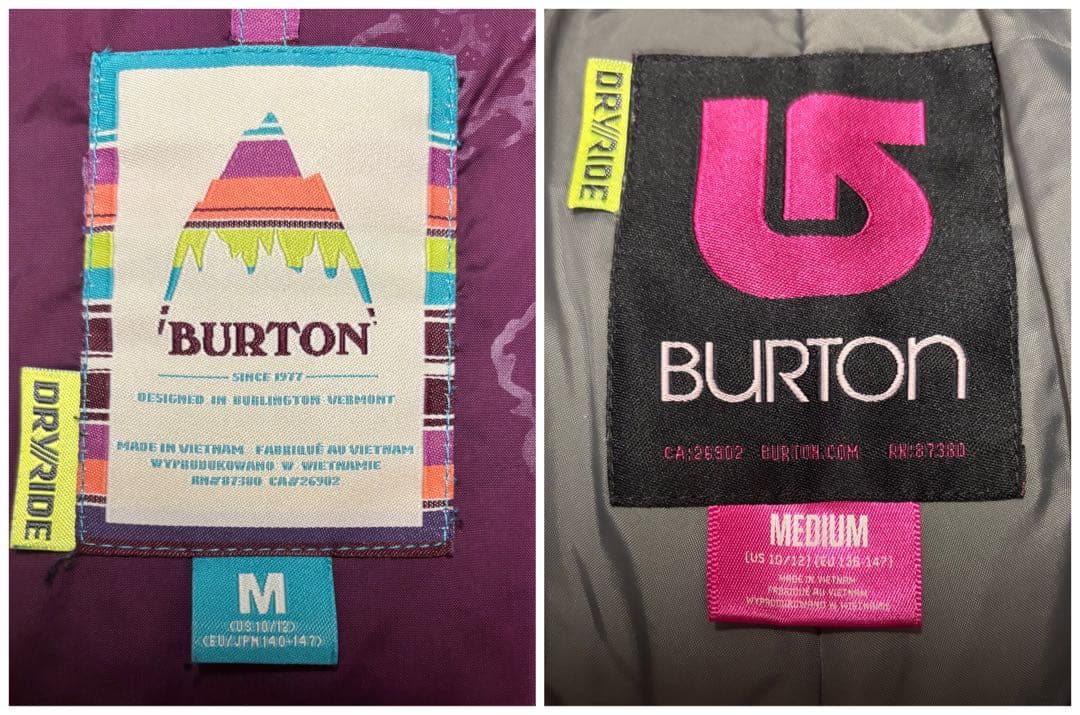 BURTON
SINCE 1977
DESIGNED IN BURLINGTON VERMONT
MADE IN VIETNAM FABRIQUÉ AU VIETNAM
WYPRODUKOWANO W WIETNAMIE
RN#87380 CA#26902
DRY//RIDE
M
(US 10/12)
(EU/JPN 140-147)
DRY//RIDE
BURTON
CA:26902 BURTON.COM RN:87380
MEDIUM
(US 10/12) (EU 136-147)
MADE IN VIETNAM
FABRIQUÉ AU VIETNAM
WYPRODUKOWANO W WIETNAMIE